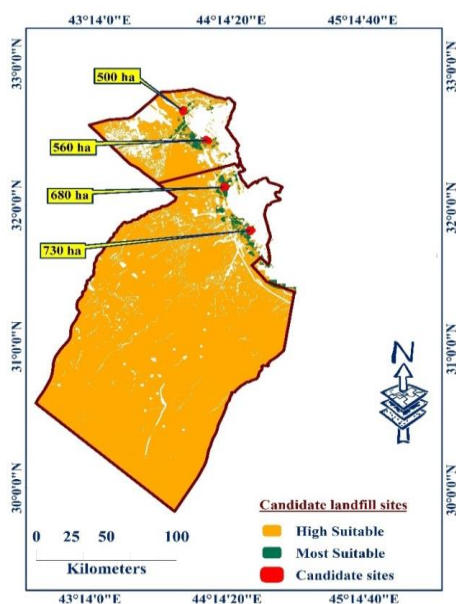 43°14'0"E 44°14'20"E 45°14'40"E
33°0'0"N
33°0'0"N
500 ha
560 ha
680 ha
730 ha
32°0'0"N
32°0'0"N
31°0'0"N
31°0'0"N
30°0'0"N
30°0'0"N
N
Candidate landfill sites
High Suitable
Most Suitable
Candidate sites
0 25 50 100
Kilometers
43°14'0"E 44°14'20"E 45°14'40"E